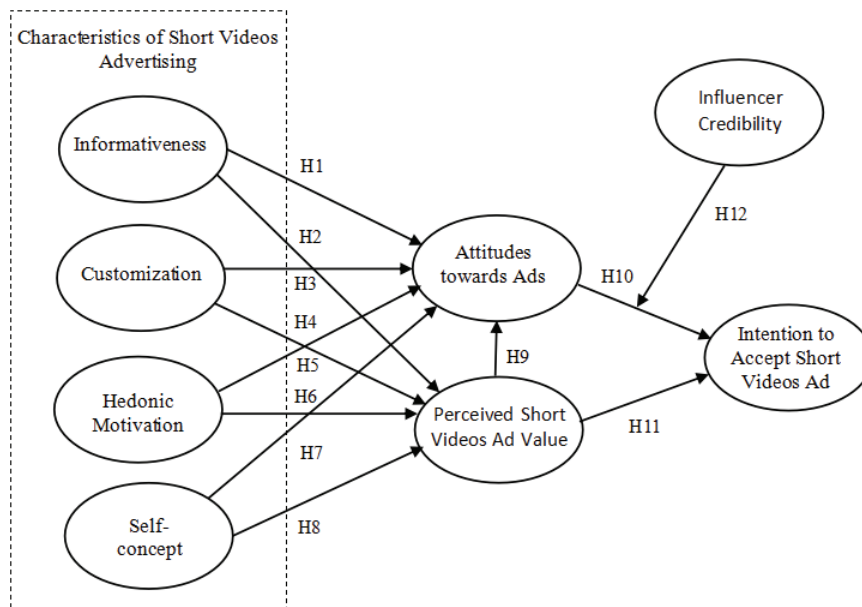 Characteristics of Short Videos
Advertising
Informativeness
Customization
Hedonic
Motivation
Self-
concept
H1
H2
H3
H4
H5
H6
H7
H8
Attitudes
towards Ads
H9
Perceived Short
Videos Ad Value
Influencer
Credibility
H12
H10
H11
Intention to
Accept Short
Videos Ad